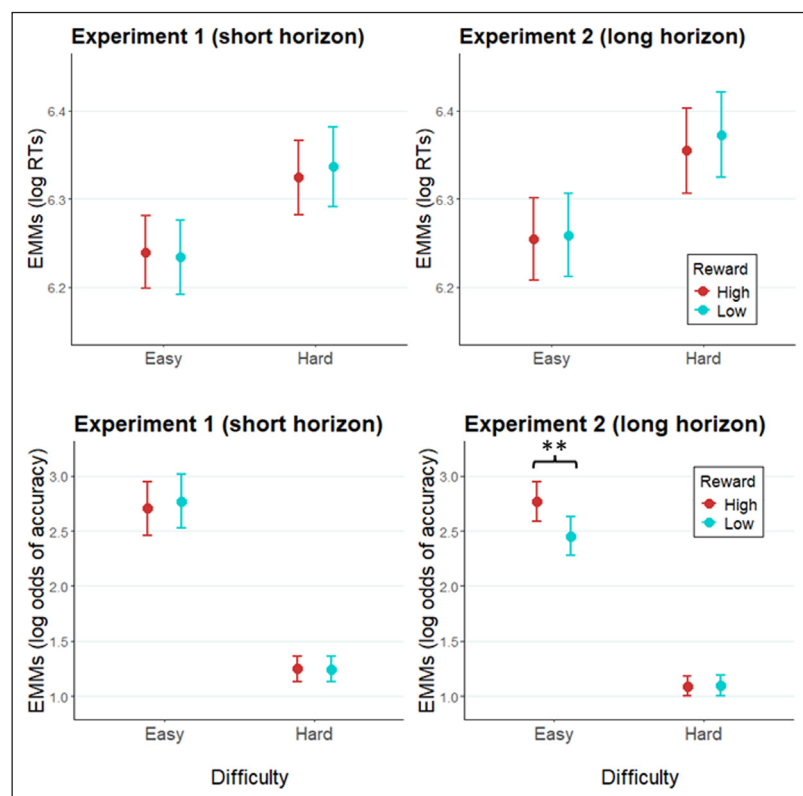 Experiment 1 (short horizon)
EMMs (log RTs)
6.4
6.3
6.2
Easy
Hard
Experiment 2 (long horizon)
EMMs (log RTs)
6.4
6.3
6.2
Reward
High
Low
Easy
Hard
Experiment 1 (short horizon)
EMMs (log odds of accuracy)
3.0
2.5
2.0
1.5
1.0
Easy
Hard
Difficulty
Experiment 2 (long horizon)
**
EMMs (log odds of accuracy)
3.0
2.5
2.0
1.5
1.0
Reward
High
Low
Easy
Hard
Difficulty